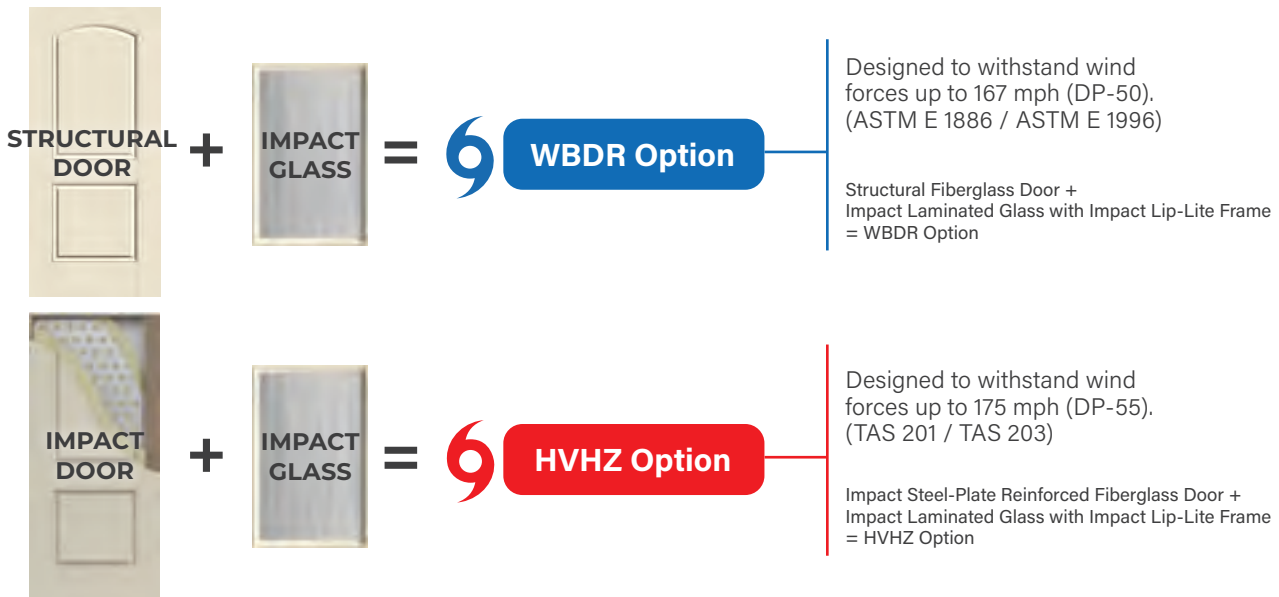 STRUCTURAL
DOOR
+
IMPACT
GLASS
=
WBDR Option
Designed to withstand wind
forces up to 167 mph (DP-50).
(ASTM E 1886 / ASTM E 1996)
Structural Fiberglass Door +
Impact Laminated Glass with Impact Lip-Lite Frame
= WBDR Option
IMPACT
DOOR
+
IMPACT
GLASS
=
HVHZ Option
Designed to withstand wind
forces up to 175 mph (DP-55).
(TAS 201 / TAS 203)
Impact Steel-Plate Reinforced Fiberglass Door +
Impact Laminated Glass with Impact Lip-Lite Frame
= HVHZ Option